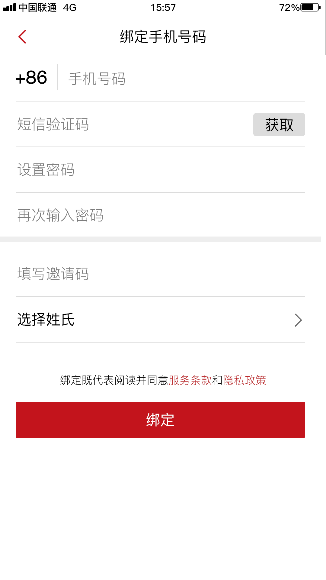 中国联通 4G 15:57 72%
绑定手机号码
+86 手机号码
短信验证码 获取
设置密码
再次输入密码
填写邀请码
选择姓氏
绑定既代表阅读并同意服务条款和隐私政策
绑定